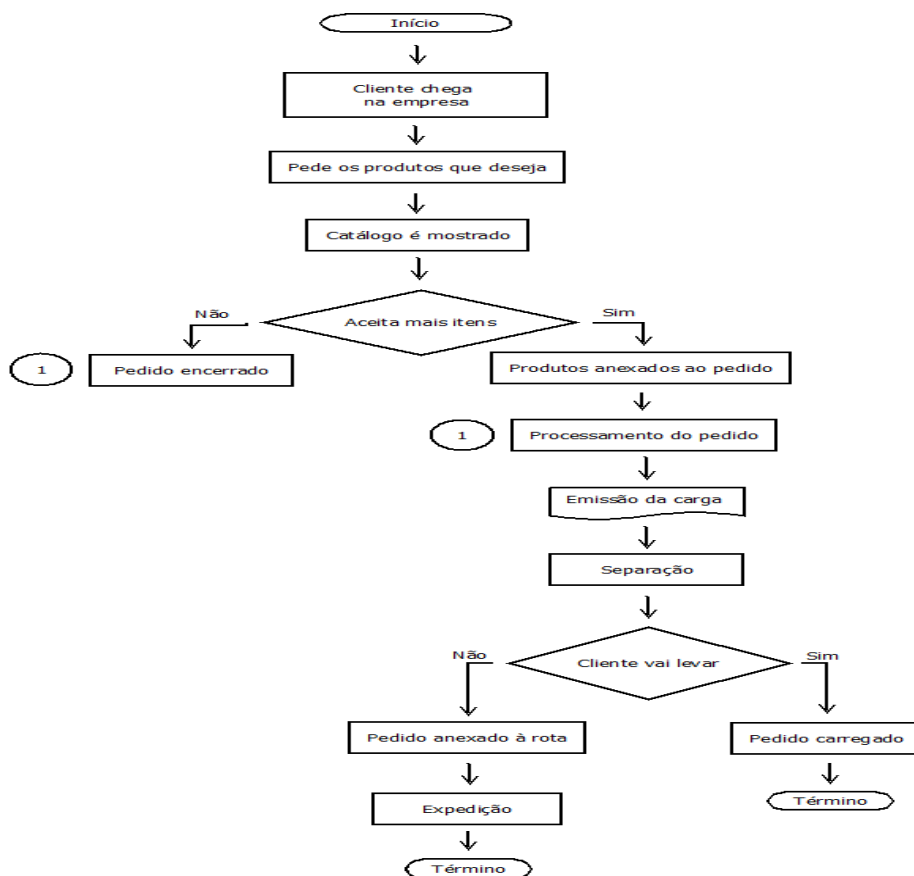 Início
Cliente chega
na empresa
Pede os produtos que deseja
Catálogo é mostrado
Não
Aceita mais itens
Sim
1
Pedido encerrado
Produtos anexados ao pedido
1
Processamento do pedido
Emissão da carga
Separação
Não
Cliente vai levar
Sim
Pedido anexado à rota
Pedido carregado
Expedição
Término
Término